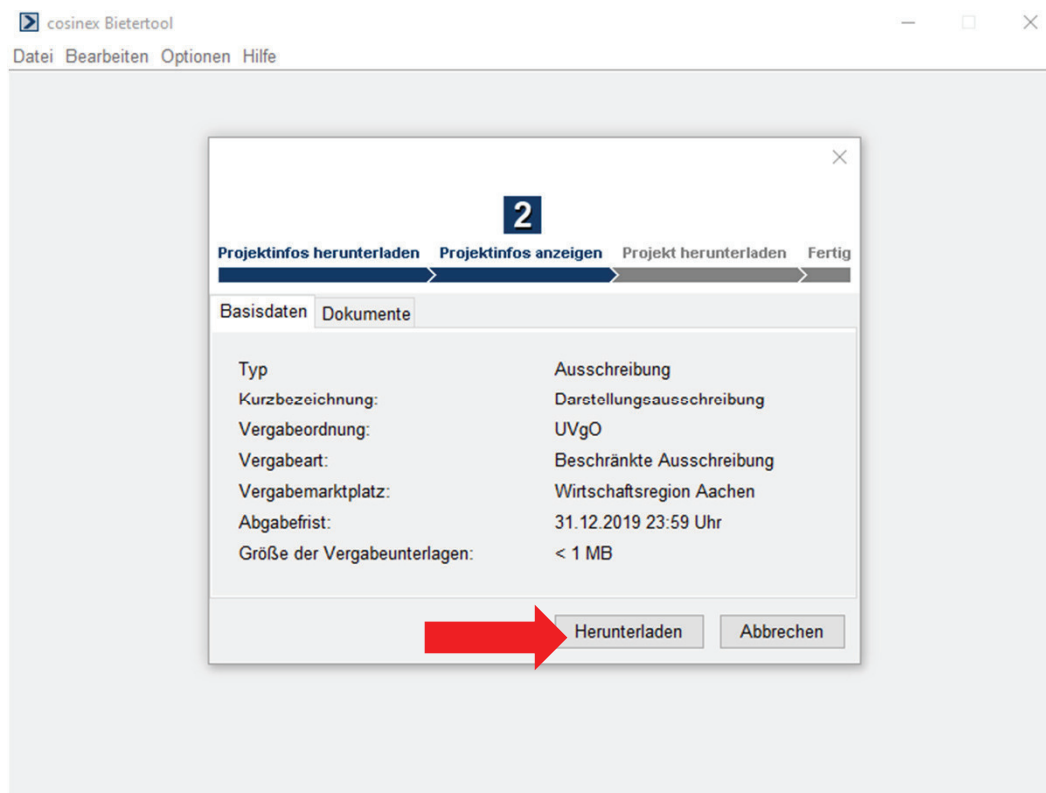 cosinex Bietertool
Datei Bearbeiten Optionen Hilfe
2
Projektinfos herunterladen Projektinfos anzeigen Projekt herunterladen Fertig
Basisdaten Dokumente
Typ Ausschreibung
Kurzbezeichnung: Darstellungsausschreibung
Vergabeordnung: UVgO
Vergabeart: Beschränkte Ausschreibung
Vergabemarktplatz: Wirtschaftsregion Aachen
Abgabefrist: 31.12.2019 23:59 Uhr
Größe der Vergabeunterlagen: < 1 MB
Herunterladen Abbrechen